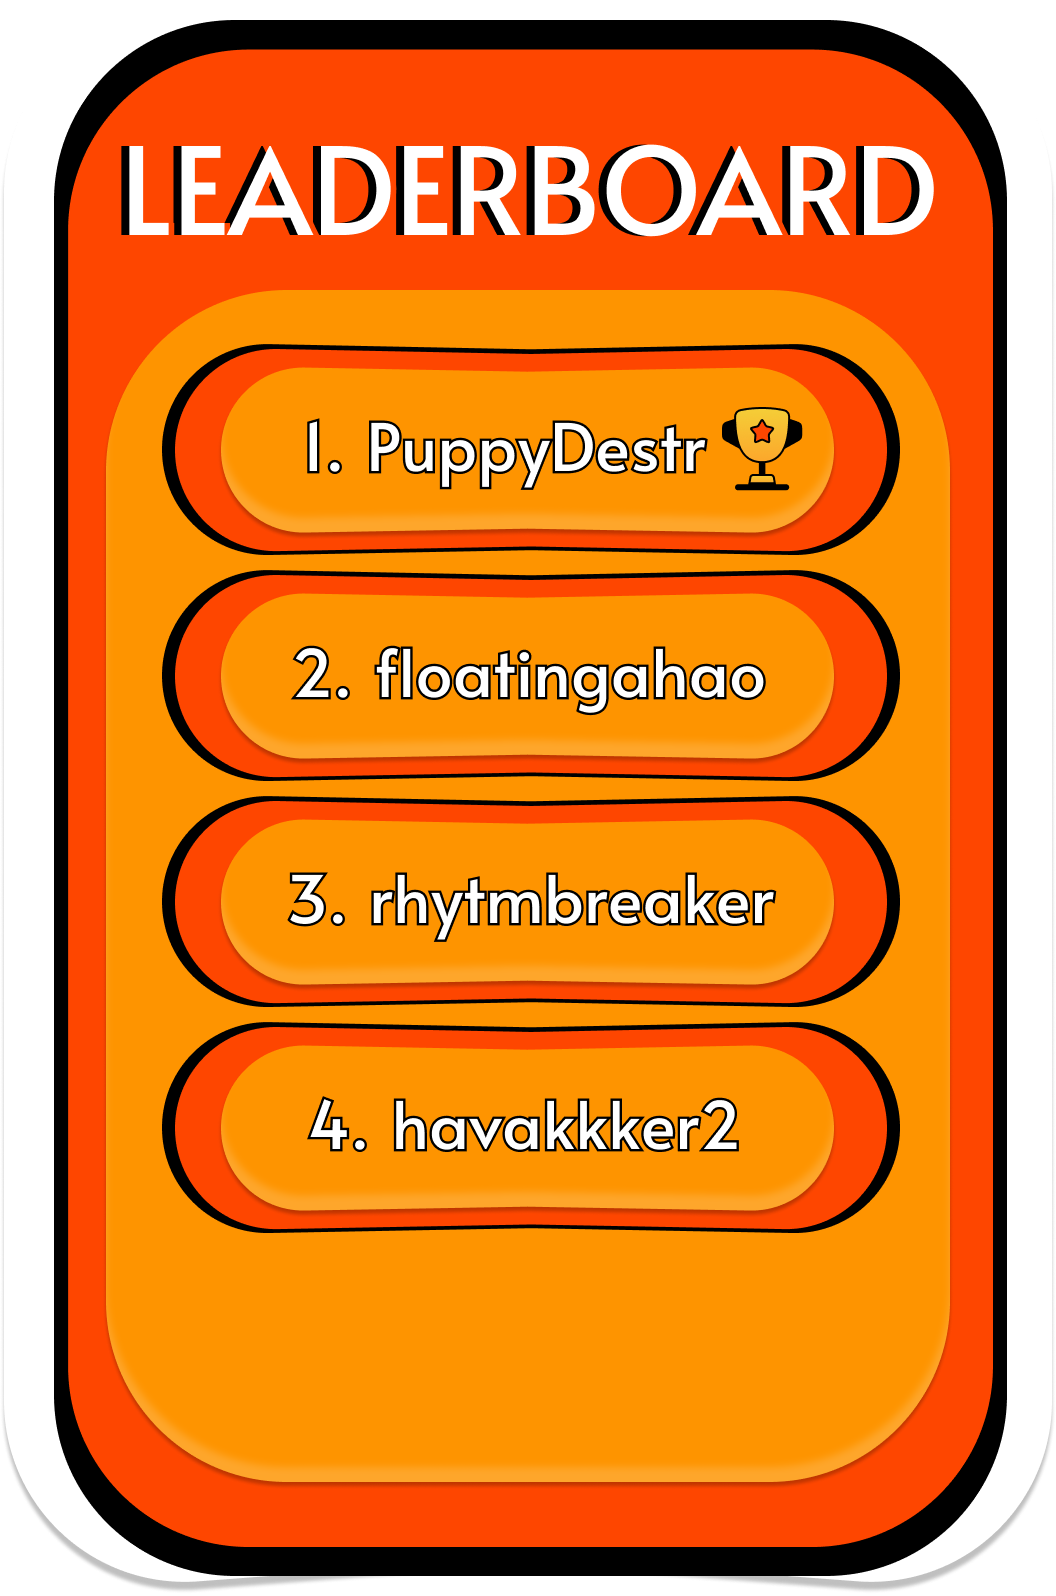 LEADERBOARD
1. PuppyDestr
2. floatingahao
3. rhytmbreaker
4. havakkker2